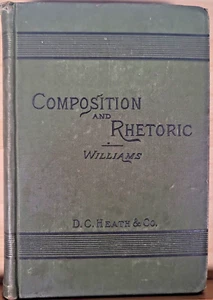 COMPOSITION
AND
RHETORIC
WILLIAMS
D. C. HEATH & CO.